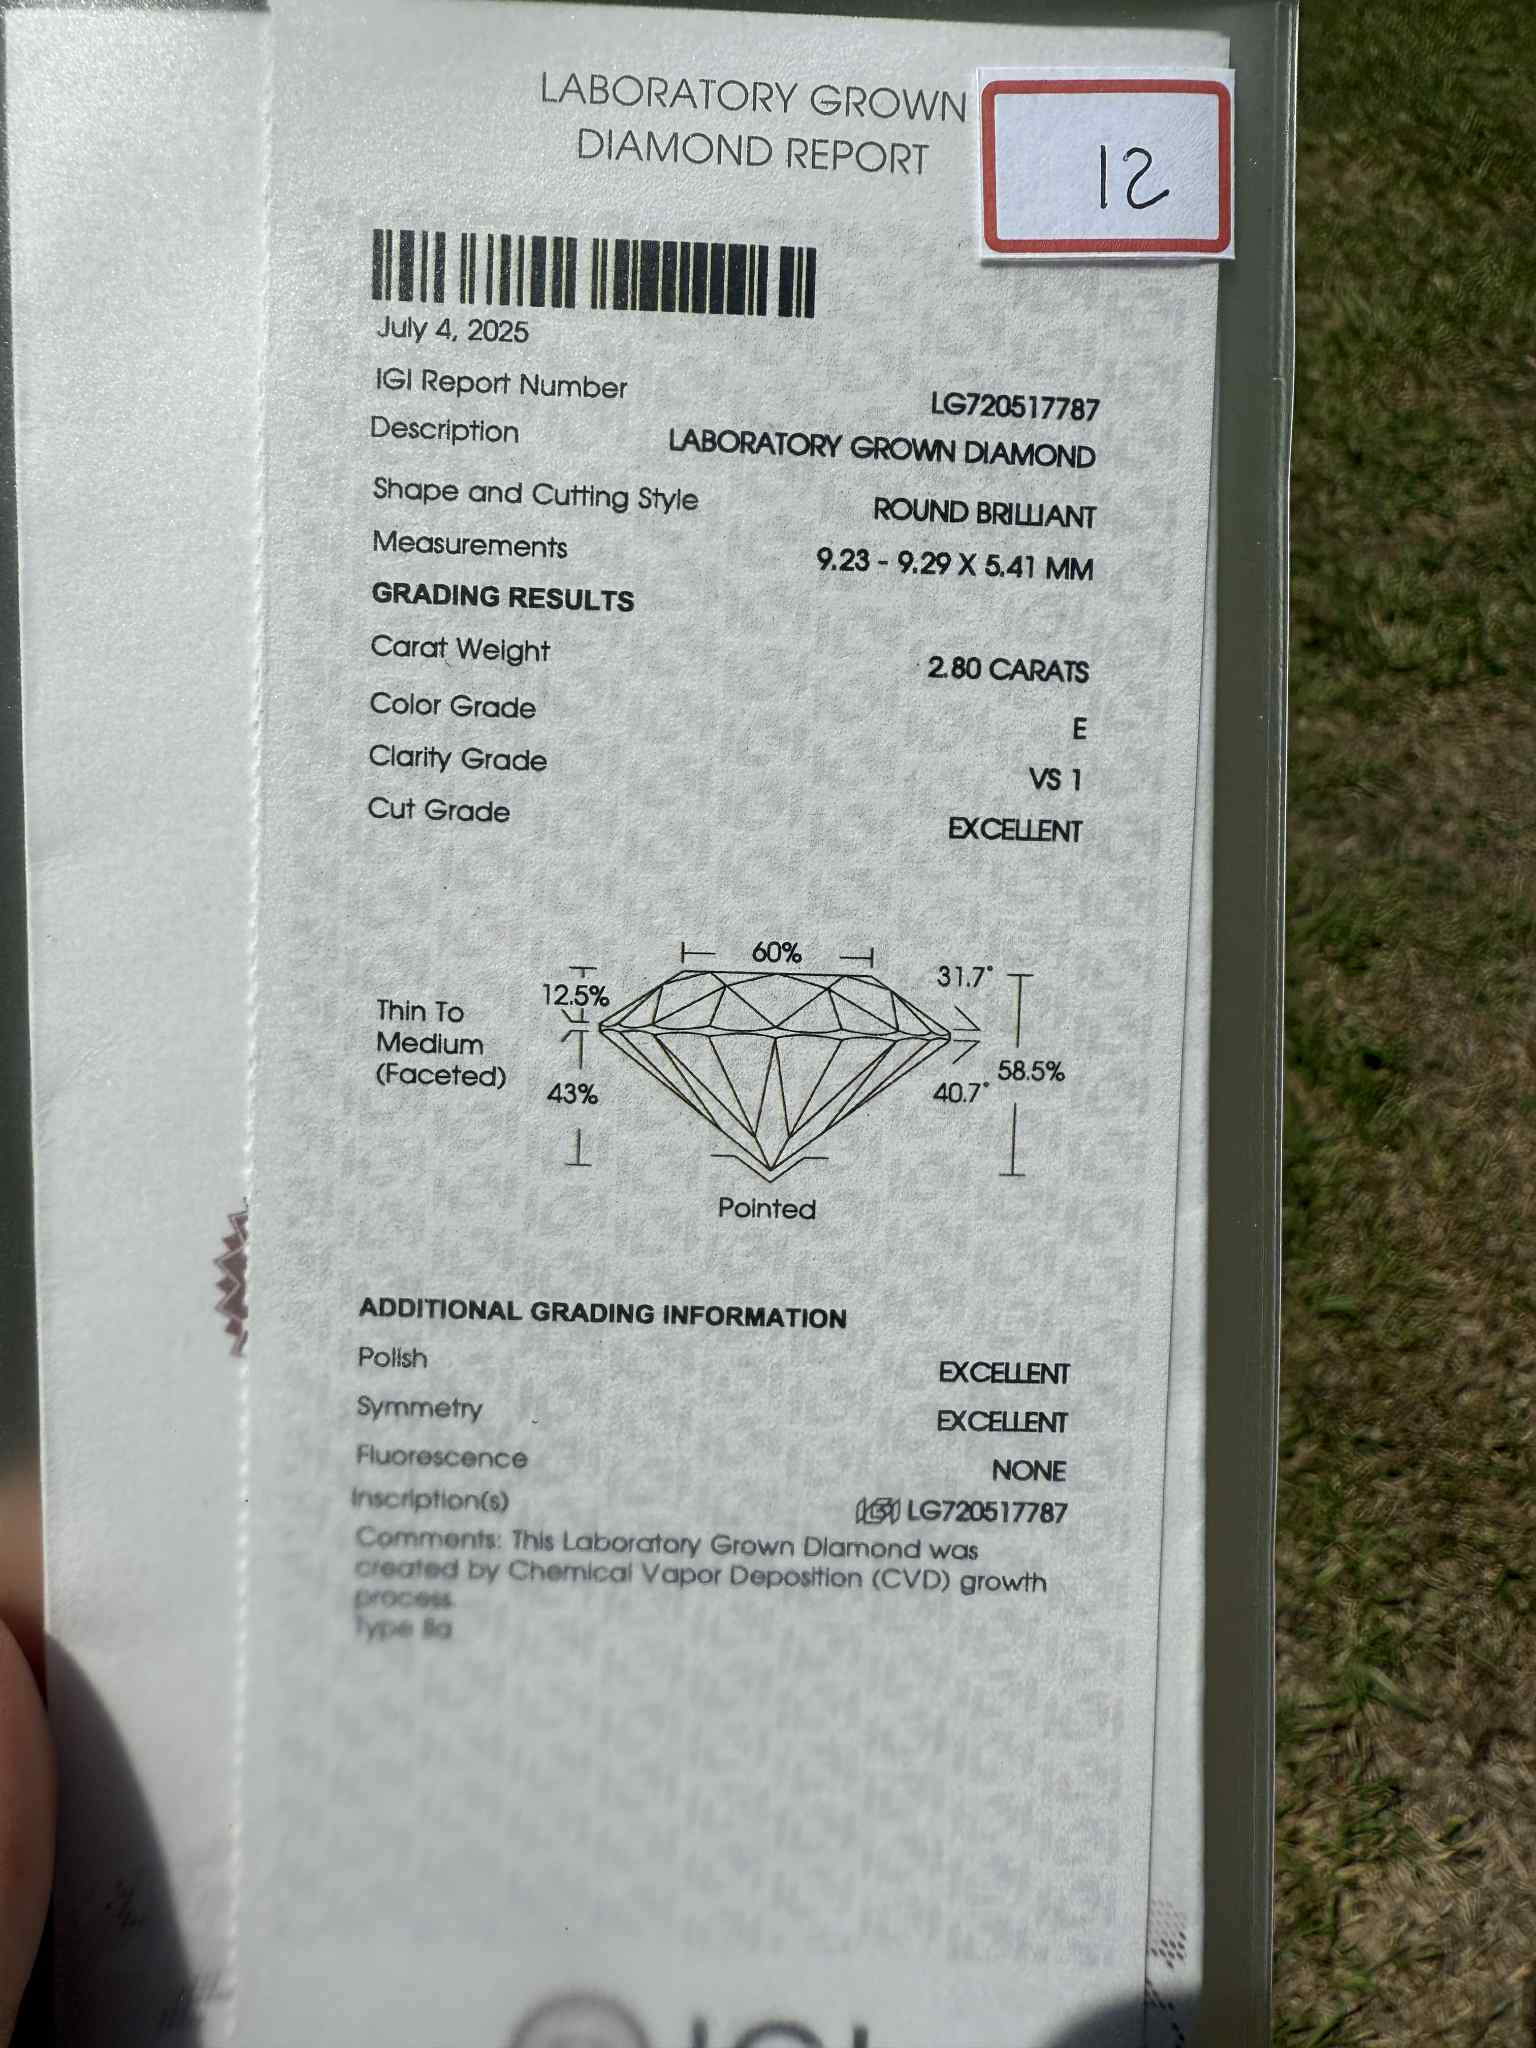 LABORATORY GROWN
DIAMOND REPORT
12
July 4, 2025
IGI Report Number LG720517787
Description LABORATORY GROWN DIAMOND
Shape and Cutting Style ROUND BRILLIANT
Measurements 9.23 - 9.29 X 5.41 MM
GRADING RESULTS
Carat Weight 2.80 CARATS
Color Grade E
Clarity Grade VS 1
Cut Grade EXCELLENT
60%
12.5% 31.7°
Thin To
Medium
(Faceted)
43% 40.7° 58.5%
Pointed
ADDITIONAL GRADING INFORMATION
Polish EXCELLENT
Symmetry EXCELLENT
Fluorescence NONE
Inscription(s) IGI LG720517787
Comments: This Laboratory Grown Diamond was
created by Chemical Vapor Deposition (CVD) growth
process.
Type IIa
IGI